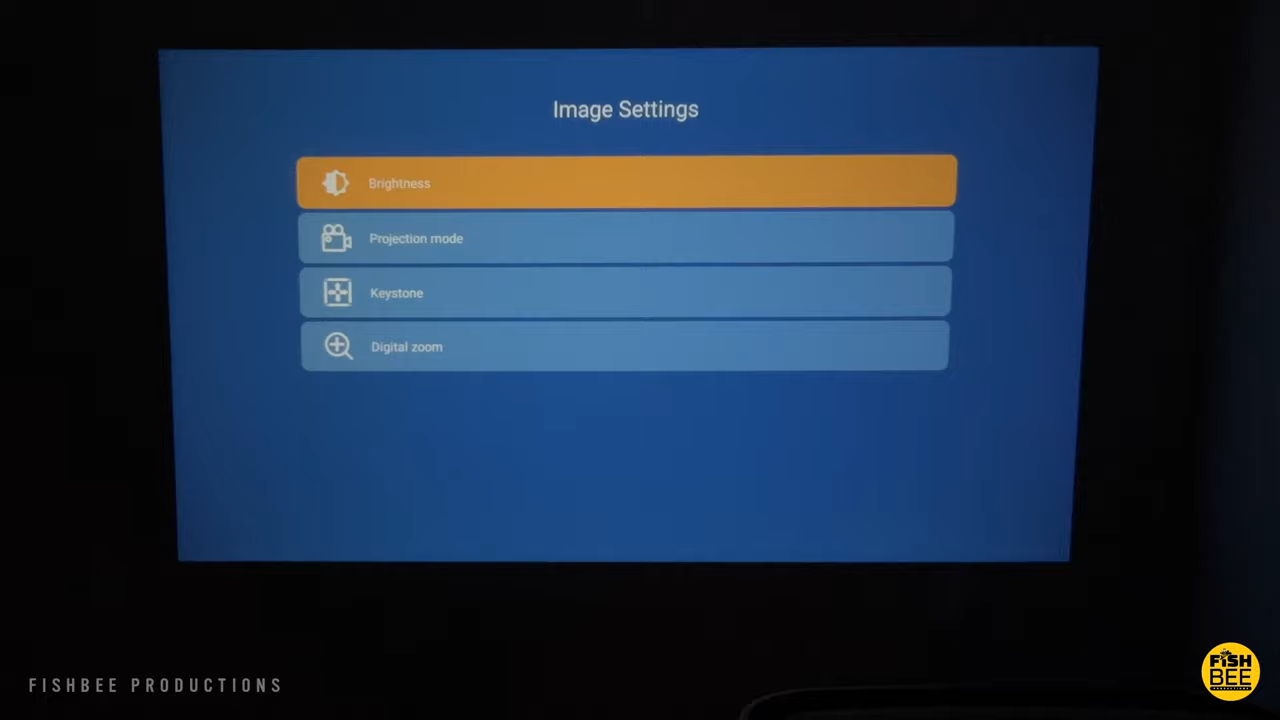 Image Settings
Brightness
Projection mode
Keystone
Digital zoom
FISHBEE PRODUCTIONS
FISH
BEE